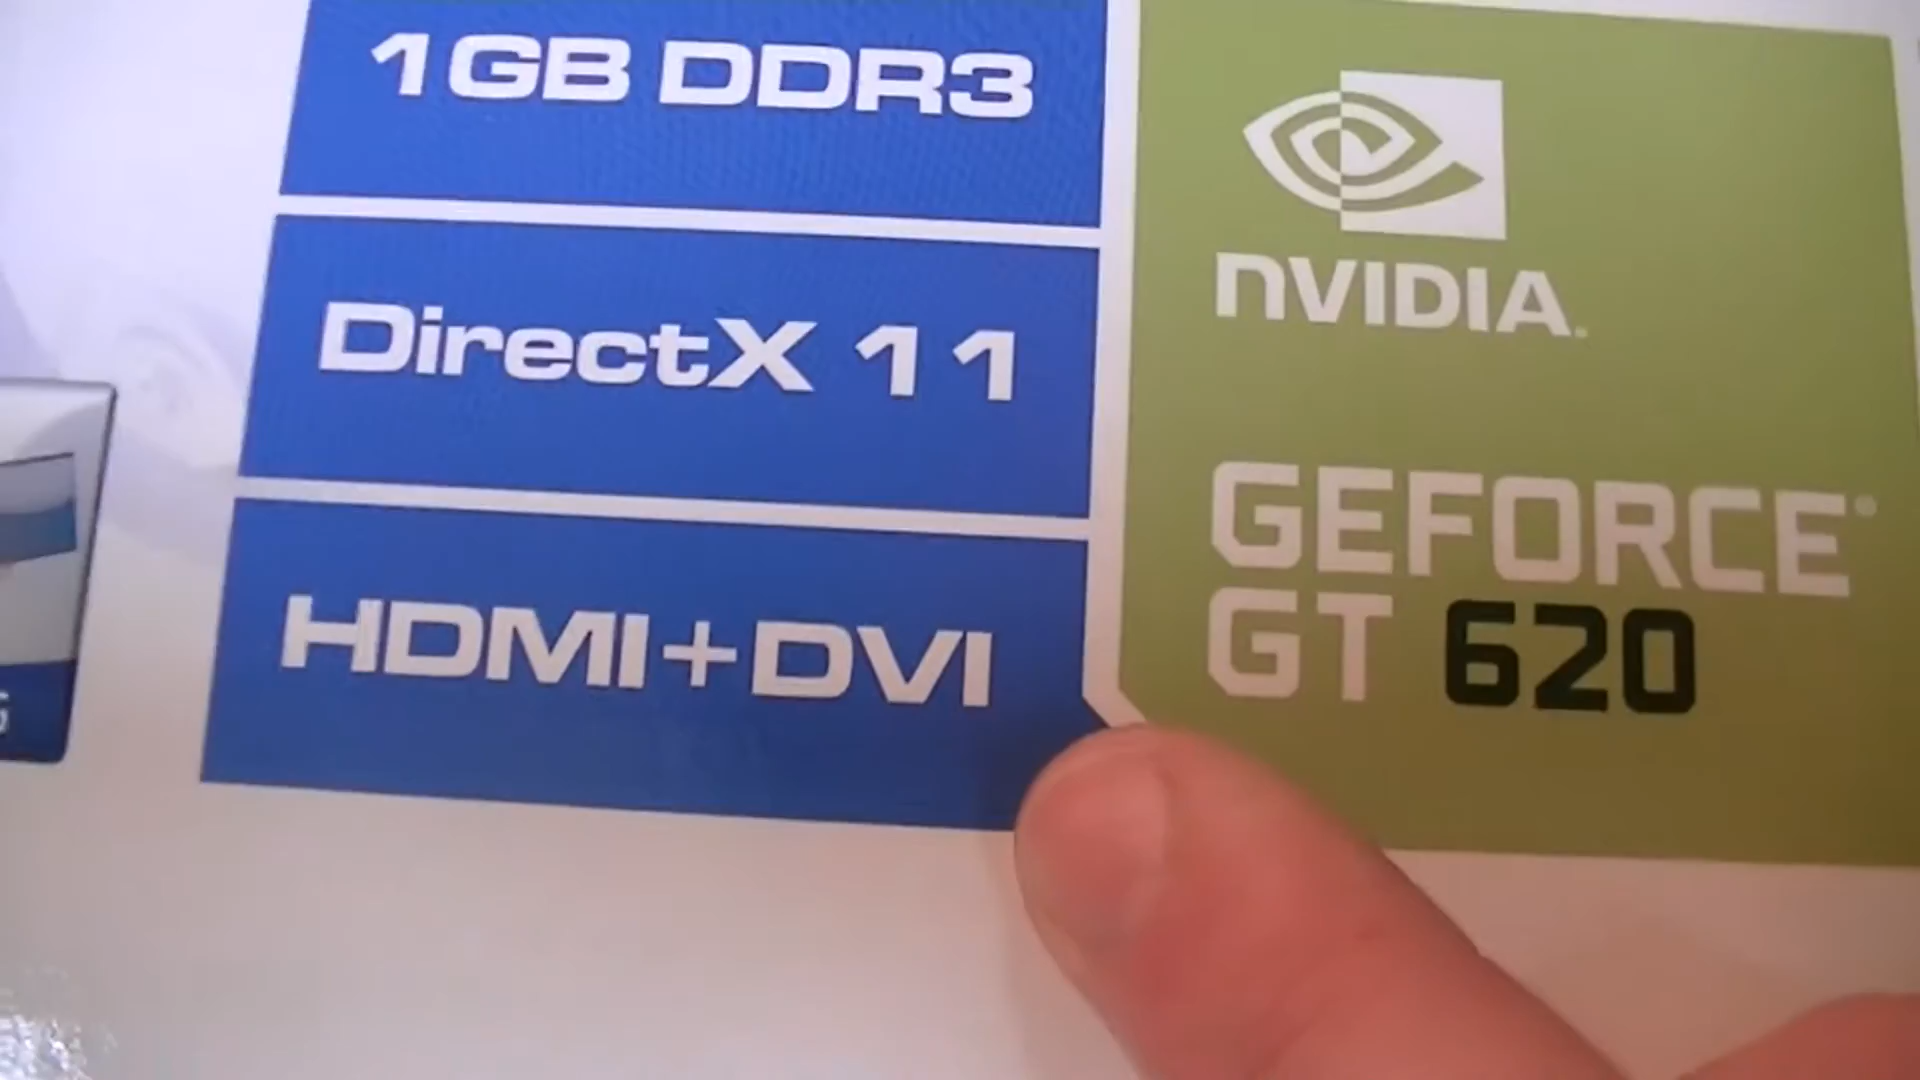 1GB DDR3
DirectX 11
HDMI+DVI
nVIDIA.
GEFORCE®
GT 620